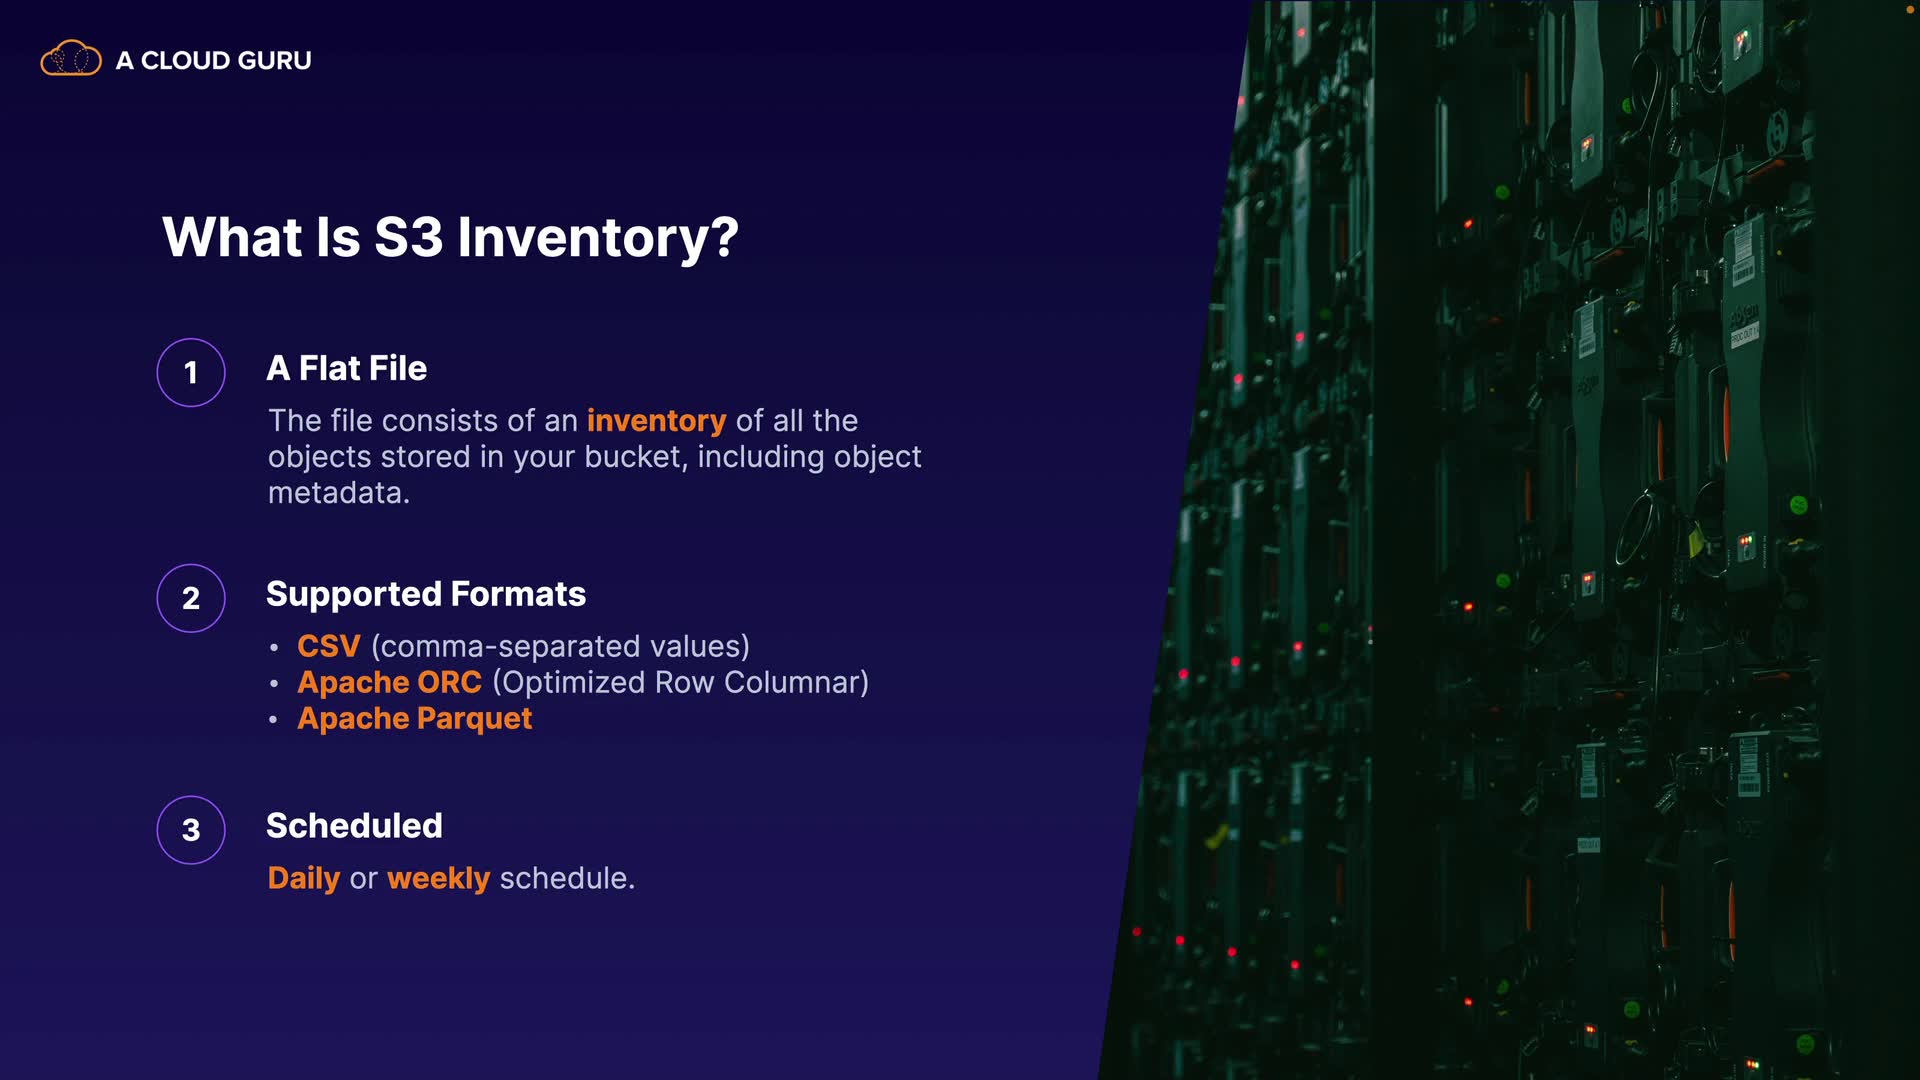 A CLOUD GURU
What Is S3 Inventory?
1
A Flat File
The file consists of an inventory of all the
objects stored in your bucket, including object
metadata.
2
Supported Formats
• CSV (comma-separated values)
• Apache ORC (Optimized Row Columnar)
• Apache Parquet
3
Scheduled
Daily or weekly schedule.